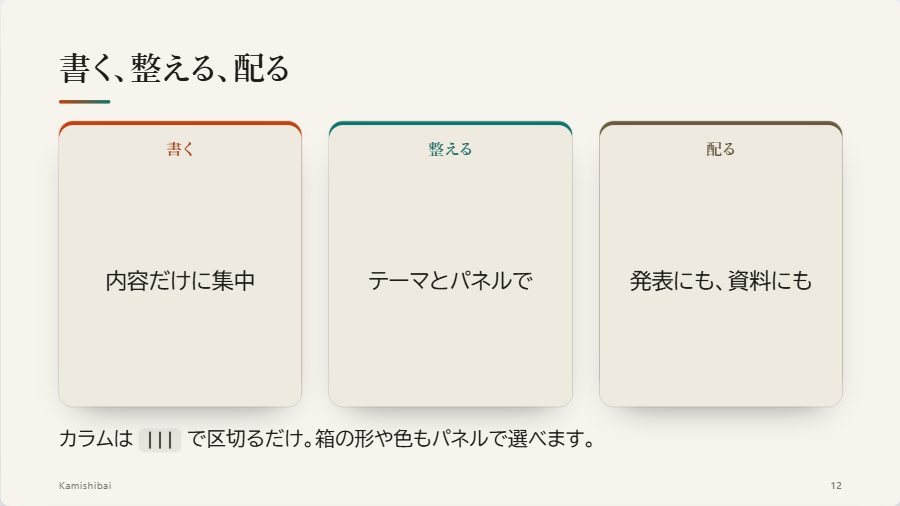 書く、整える、配る
書く
内容だけに集中
整える
テーマとパネルで
配る
発表にも、資料にも
カラムは ||| で区切るだけ。箱の形や色もパネルで選べます。
Kamishibai
12